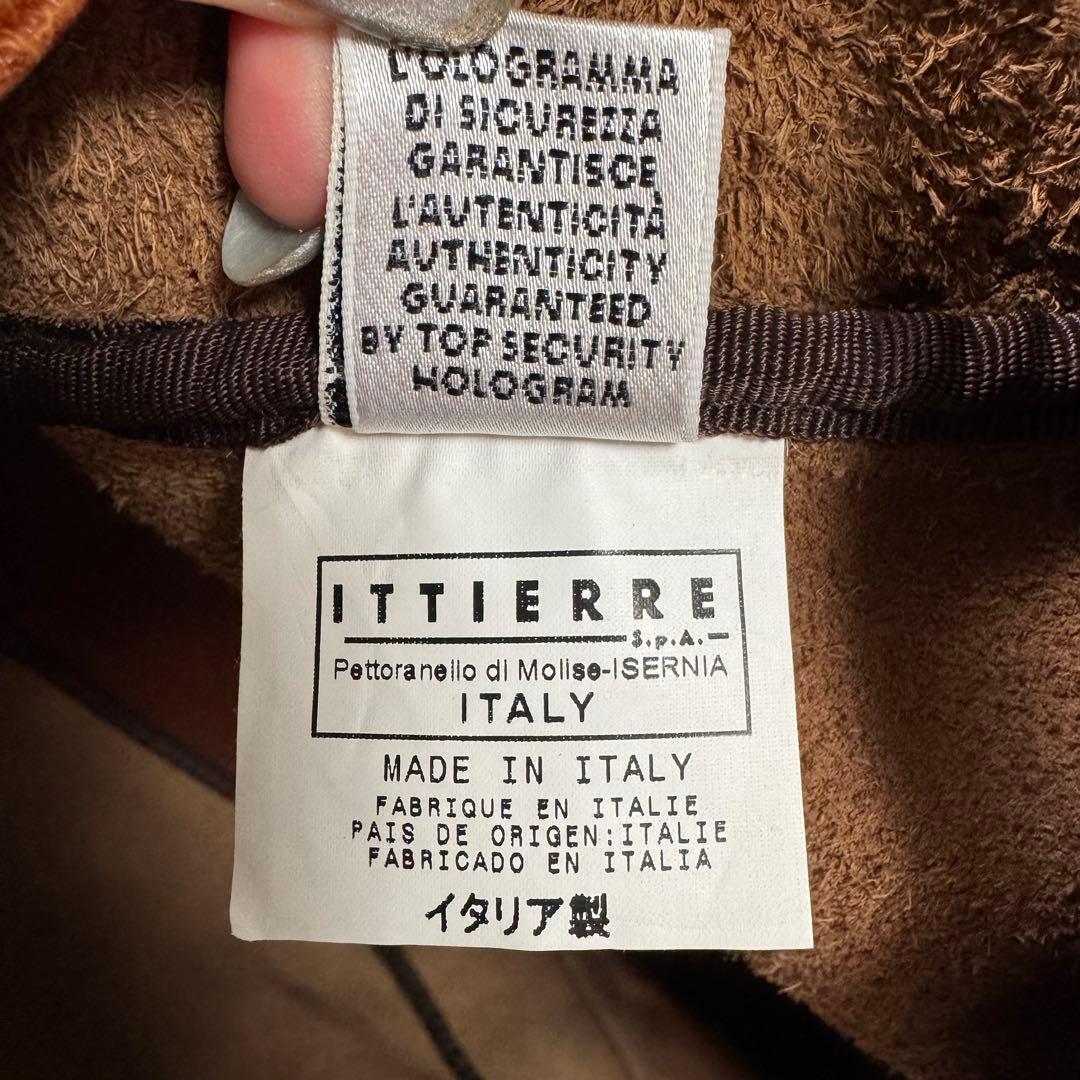 L'OLOGRAMMA
DI SICUREZZA
GARANTISCE
L'AUTENTICITÀ
AUTHENTICITY
GUARANTEED
BY TOP SECURITY
HOLOGRAM
ITTIERRE
S.p.A.
Pettoranello di Molise-ISERNIA
ITALY
MADE IN ITALY
FABRIQUE EN ITALIE
PAIS DE ORIGEN:ITALIE
FABRICADO EN ITALIA
イタリア製